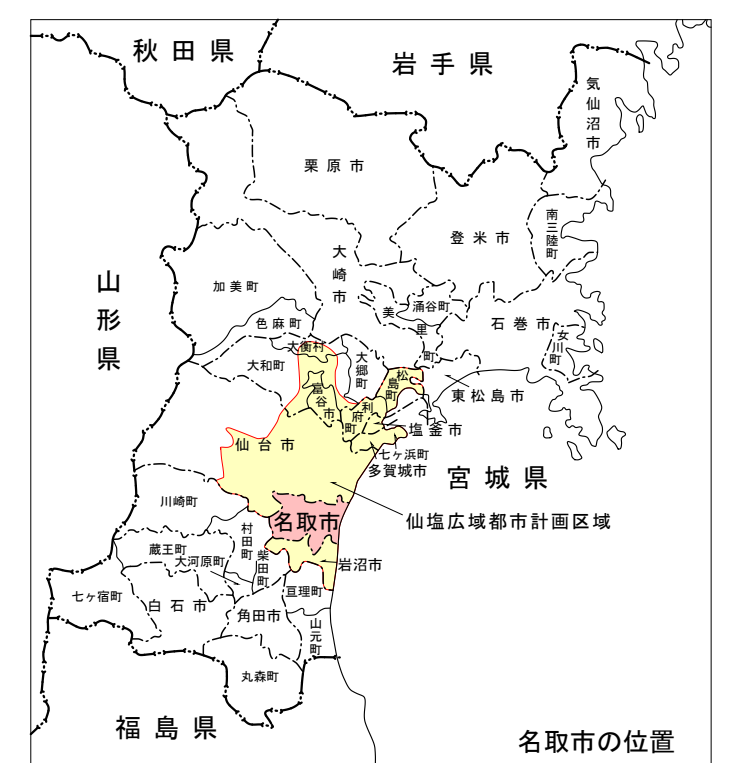 秋田県
岩手県
気仙沼市
栗原市
南三陸町
登米市
大崎市
加美町
山形県
涌谷町
美里町
石巻市
色麻町
女川町
大衡村
大和町
大郷町
松島町
東松島市
富谷市
利府町
塩釜市
仙台市
七ヶ浜町
多賀城市
宮城県
川崎町
名取市
仙塩広域都市計画区域
村田町
蔵王町
柴田町
大河原町
岩沼市
七ヶ宿町
白石市
亘理町
角田市
山元町
丸森町
福島県
名取市の位置